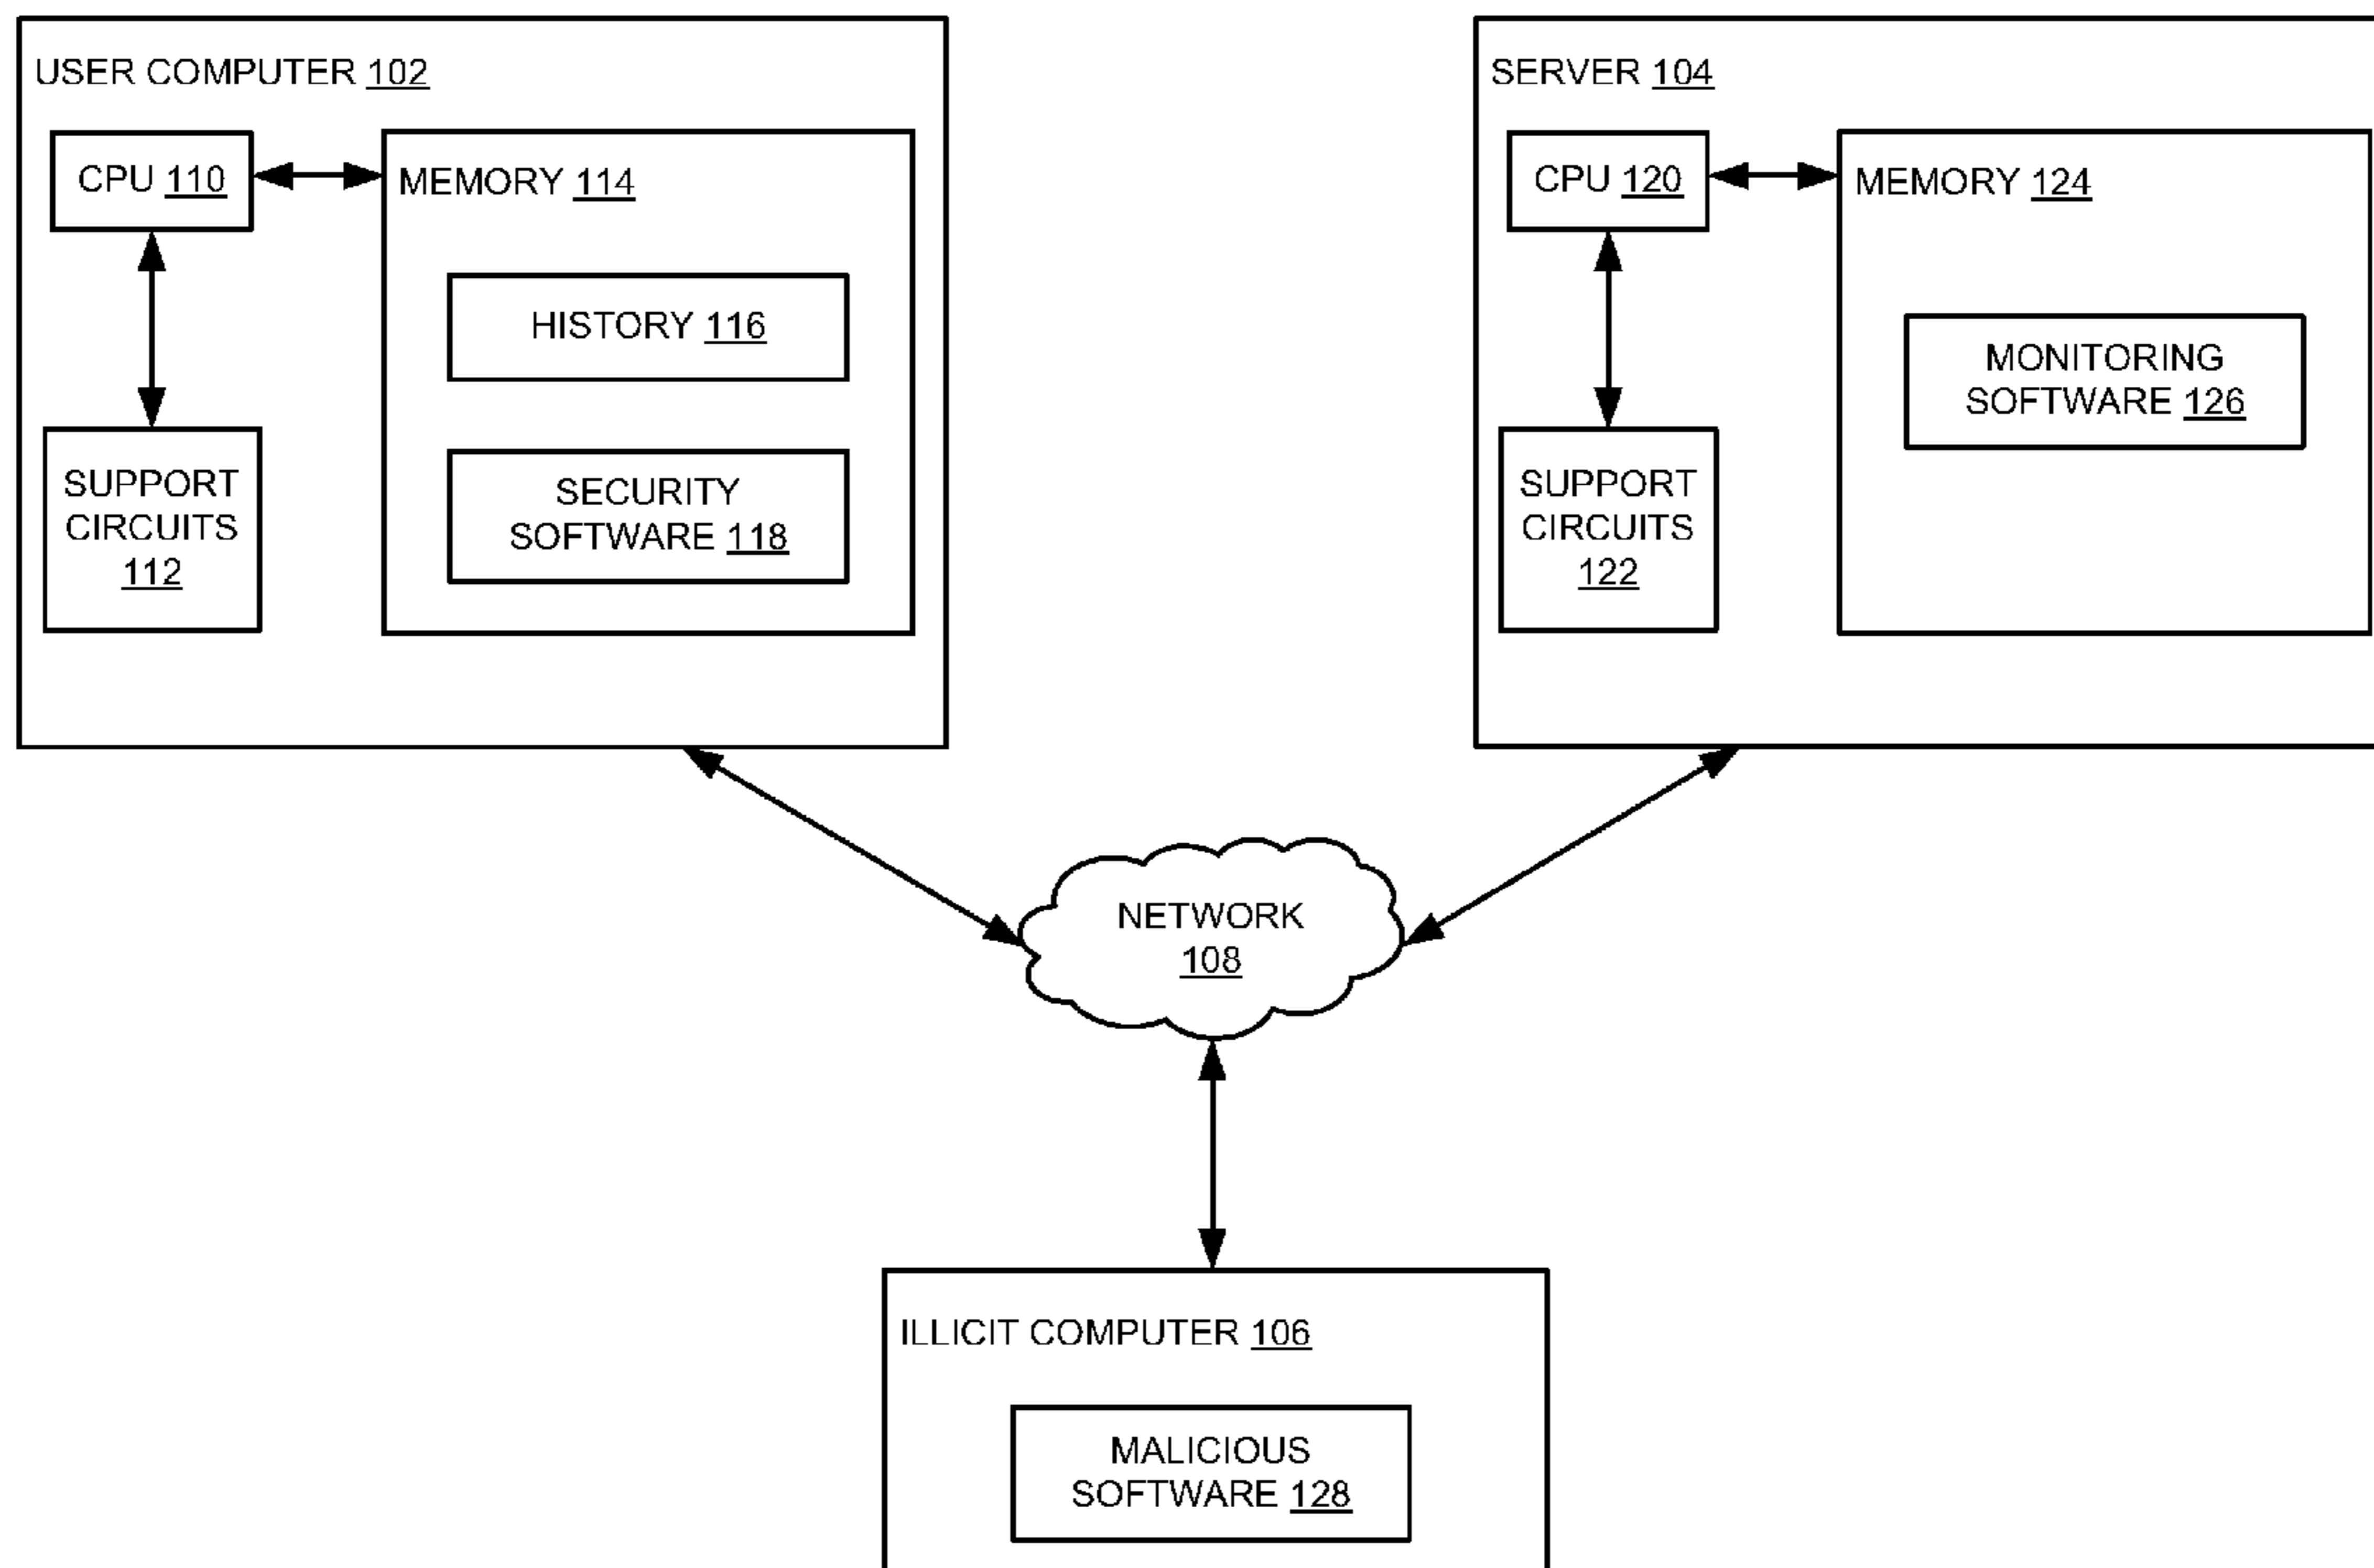 USER COMPUTER 102
CPU 110
MEMORY 114
HISTORY 116
SECURITY
SOFTWARE 118
SUPPORT
CIRCUITS
112
SERVER 104
CPU 120
MEMORY 124
MONITORING
SOFTWARE 126
SUPPORT
CIRCUITS
122
NETWORK
108
ILLICIT COMPUTER 106
MALICIOUS
SOFTWARE 128